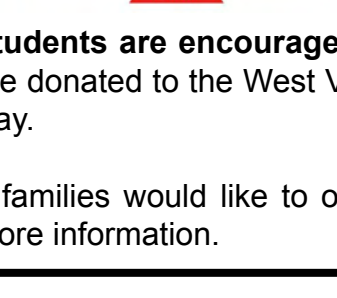 tudents are encourage
e donated to the West V
ay.
families would like to o
ore information.